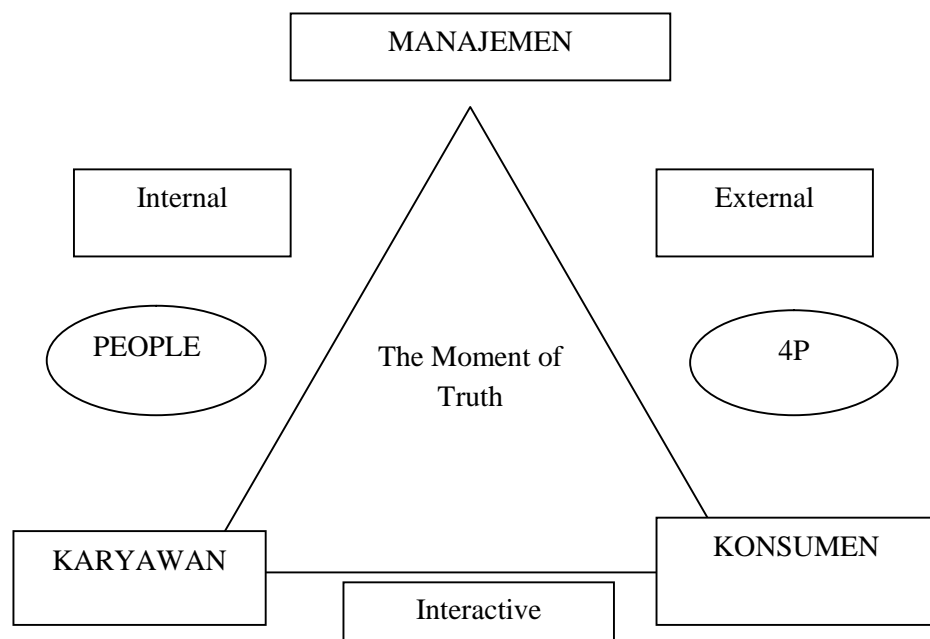 MANAJEMEN
Internal
External
PEOPLE
4P
The Moment of
Truth
KARYAWAN
KONSUMEN
Interactive